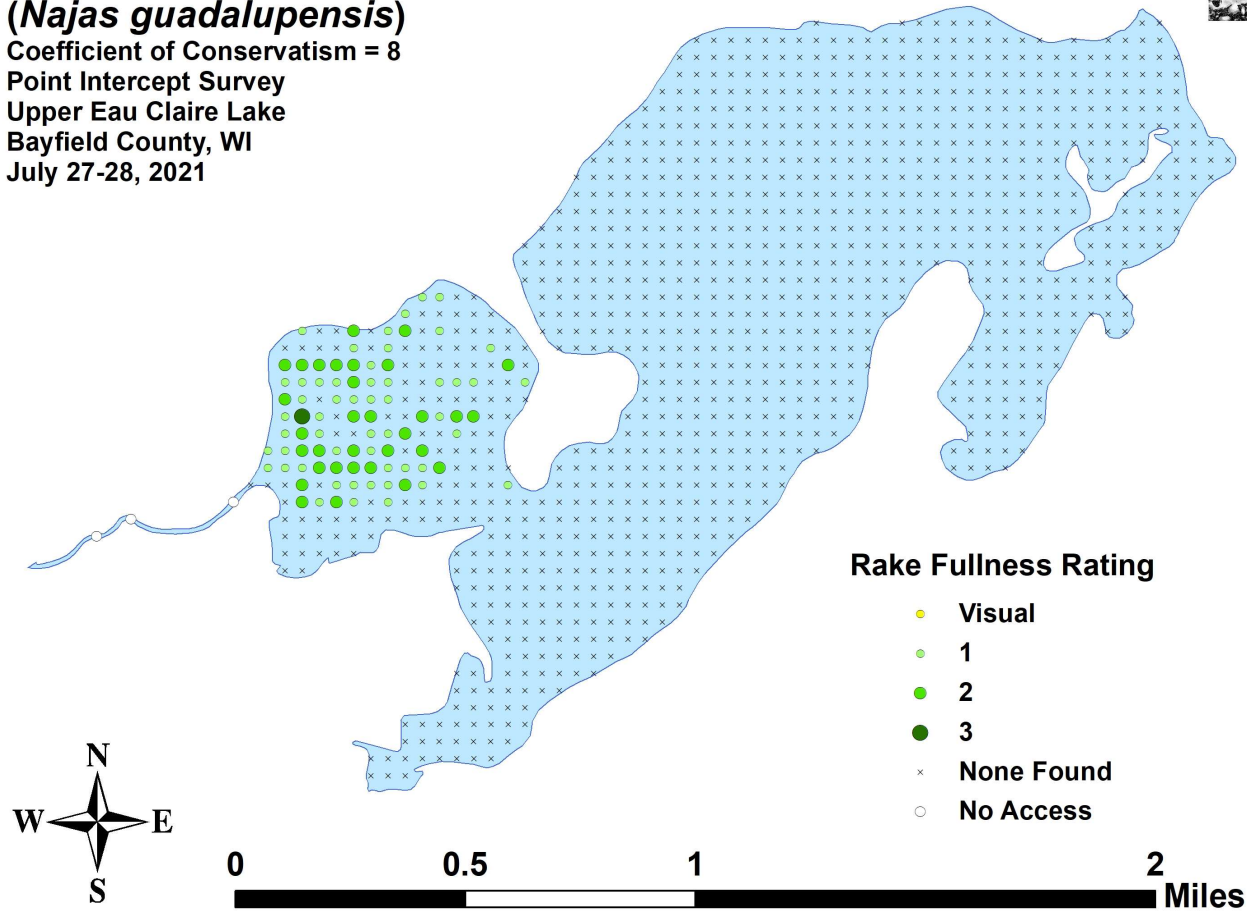 (Najas guadalupensis)
Coefficient of Conservatism = 8
Point Intercept Survey
Upper Eau Claire Lake
Bayfield County, WI
July 27-28, 2021
Rake Fullness Rating
Visual
1
2
3
None Found
No Access
N
W E
S
0 0.5 1 2
Miles